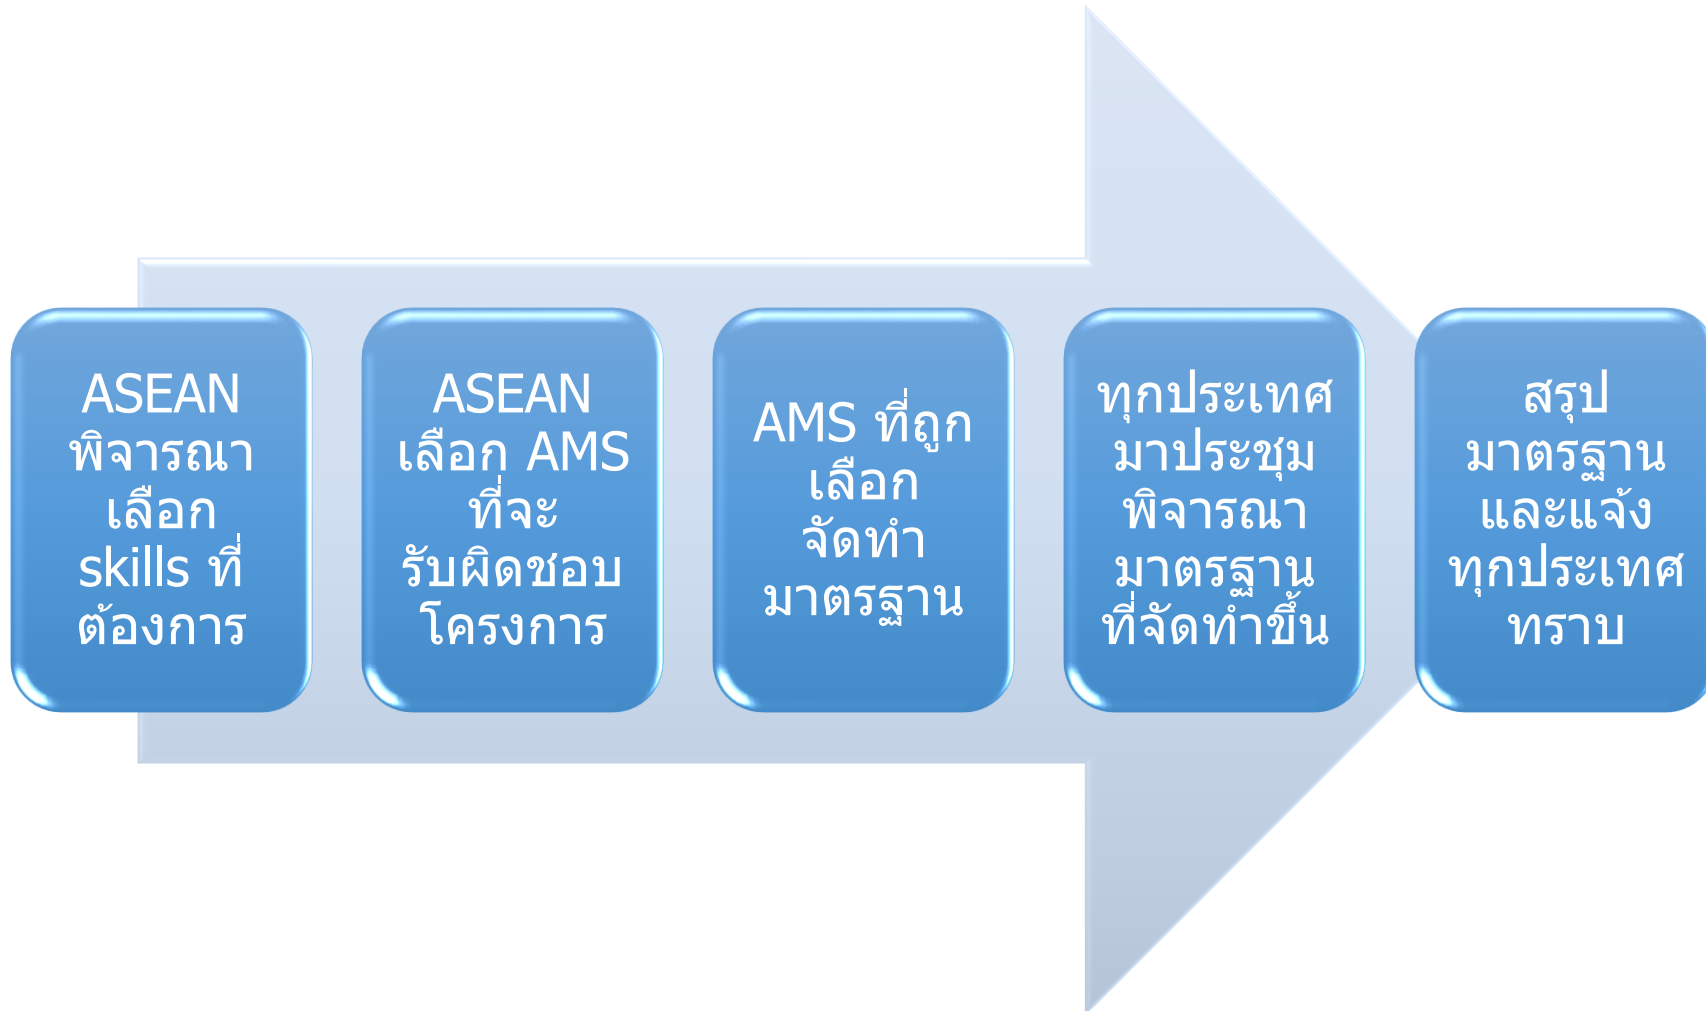 ASEAN
พิจารณา
เลือก
skills ที่
ต้องการ
ASEAN
เลือก AMS
ที่จะ
รับผิดชอบ
โครงการ
AMS ที่ถูก
เลือก
จัดทำ
มาตรฐาน
ทุกประเทศ
มาประชุม
พิจารณา
มาตรฐาน
ที่จัดทำขึ้น
สรุป
มาตรฐาน
และแจ้ง
ทุกประเทศ
ทราบ